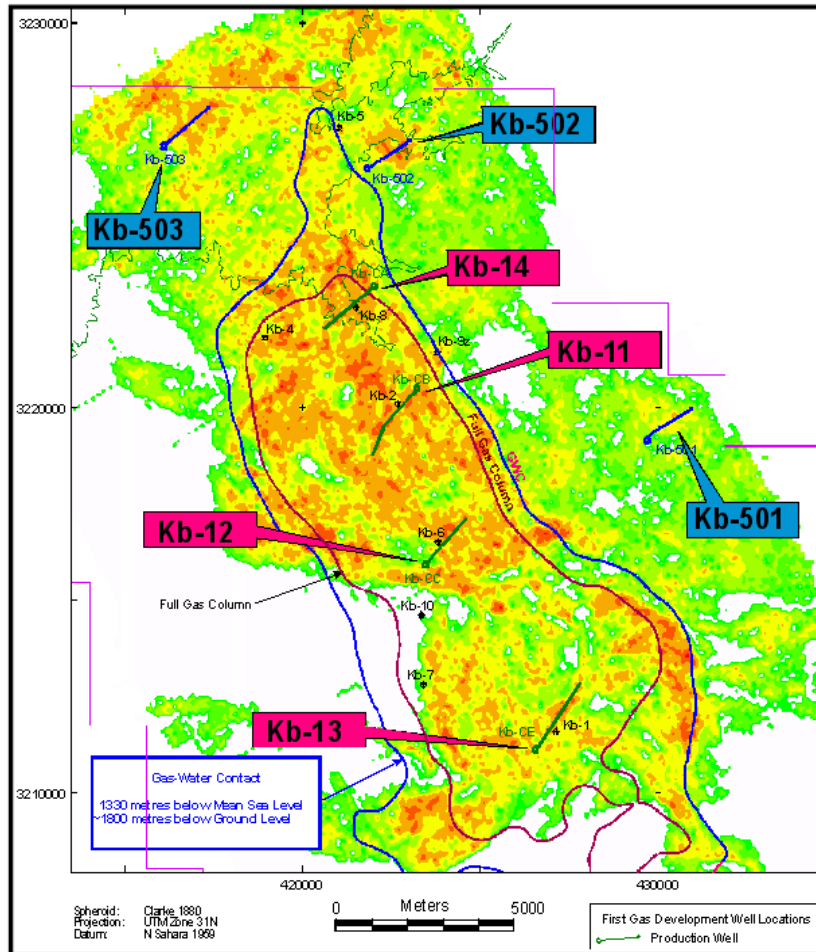 3230000
Kb-5
Kb-502
Kb-503
Kb-502
Kb-503
Kb-14
Kb-CA
Kb-8
Kb-4
Kb-9z
Kb-11
Kb-CB
3220000
Kb-2
Full Gas Column
GWC
Kb-501
Kb-501
Kb-12
Kb-6
Kb-CC
Full Gas Column
Kb-10
Kb-7
Kb-13
Kb-CE
Kb-1
3210000
Gas-Water Contact
1330 metres below Mean Sea Level
~1800 metres below Ground Level
420000
430000
Spheroid: Clarke 1880
Projection: UTM Zone 31N
Datum: N Sahara 1959
0 Meters 5000
First Gas Development Well Locations
Production Well